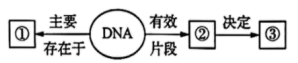 主要 有效 决定
① DNA ② ③
存在于 片段